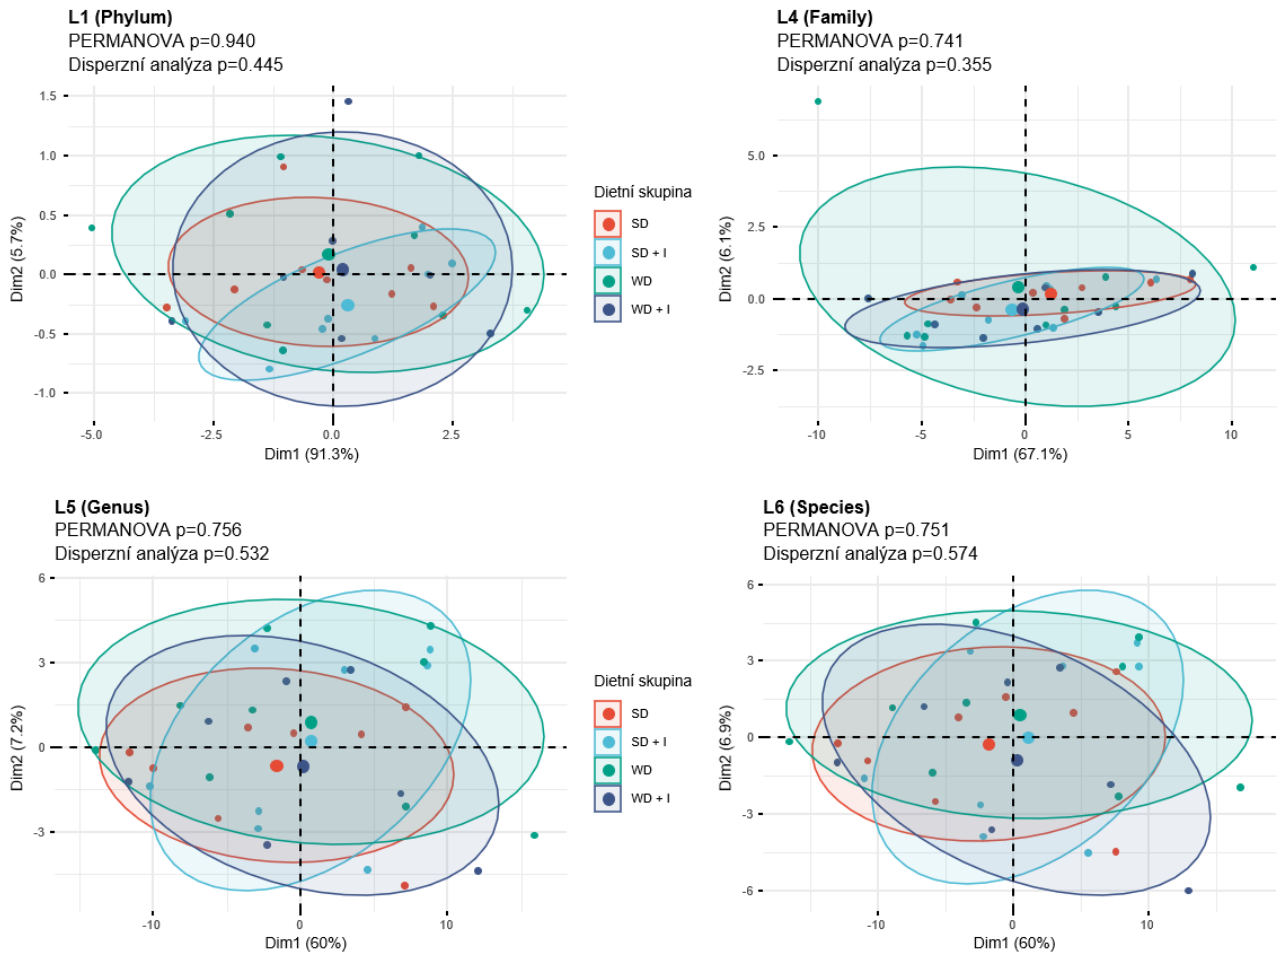 L1 (Phylum)
PERMANOVA p=0.940
Disperzní analýza p=0.445
1.5
1.0
0.5
0.0
-0.5
-1.0
Dim2 (5.7%)
-5.0
-2.5
0.0
2.5
Dim1 (91.3%)
Dietní skupina
SD
SD + I
WD
WD + I
L4 (Family)
PERMANOVA p=0.741
Disperzní analýza p=0.355
5.0
2.5
0.0
-2.5
Dim2 (6.1%)
-10
-5
0
5
10
Dim1 (67.1%)
L5 (Genus)
PERMANOVA p=0.756
Disperzní analýza p=0.532
6
3
0
-3
Dim2 (7.2%)
-10
0
10
Dim1 (60%)
Dietní skupina
SD
SD + I
WD
WD + I
L6 (Species)
PERMANOVA p=0.751
Disperzní analýza p=0.574
6
3
0
-3
-6
Dim2 (6.9%)
-10
0
10
Dim1 (60%)